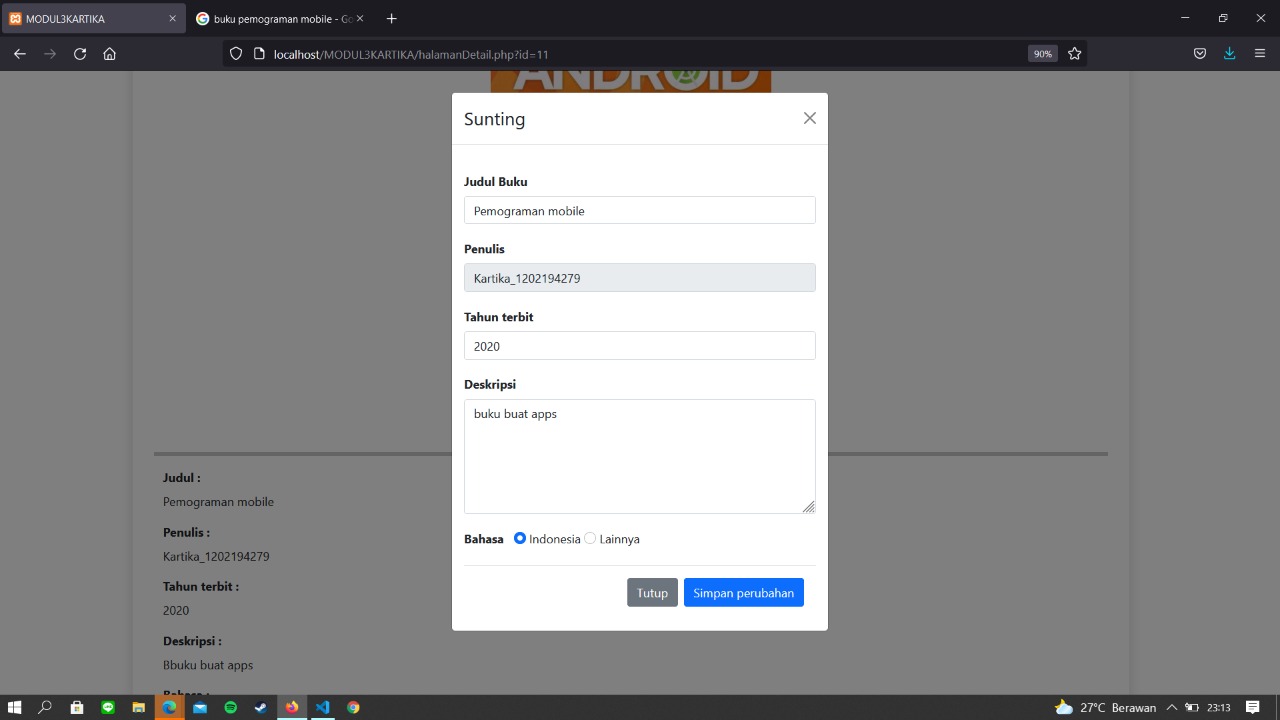 MODUL3KARTIKA
buku pemograman mobile - Go
localhost/MODUL3KARTIKA/halamanDetail.php?id=11
90%
ANDROID
Sunting
Judul Buku
Pemograman mobile
Penulis
Kartika_1202194279
Tahun terbit
2020
Deskripsi
buku buat apps
Bahasa Indonesia Lainnya
Tutup Simpan perubahan
Judul :
Pemograman mobile
Penulis :
Kartika_1202194279
Tahun terbit :
2020
Deskripsi :
Bbuku buat apps
Bahasa :
27°C Berawan 23:13